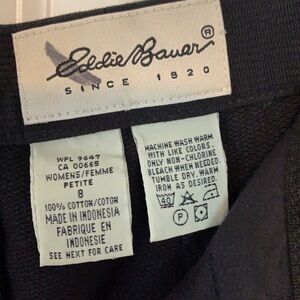 Eddie Bauer®
SINCE 1920
WPL 9647
CA 00665
WOMENS/FEMME
PETITE
8
100% COTTON/COTON
MADE IN INDONESIA
FABRIQUE EN
INDONESIE
SEE NEXT FOR CARE
MACHINE WASH WARM
WITH LIKE COLORS.
ONLY NON-CHLORINE
BLEACH WHEN NEEDED.
TUMBLE DRY. WARM
IRON AS DESIRED.
40
P